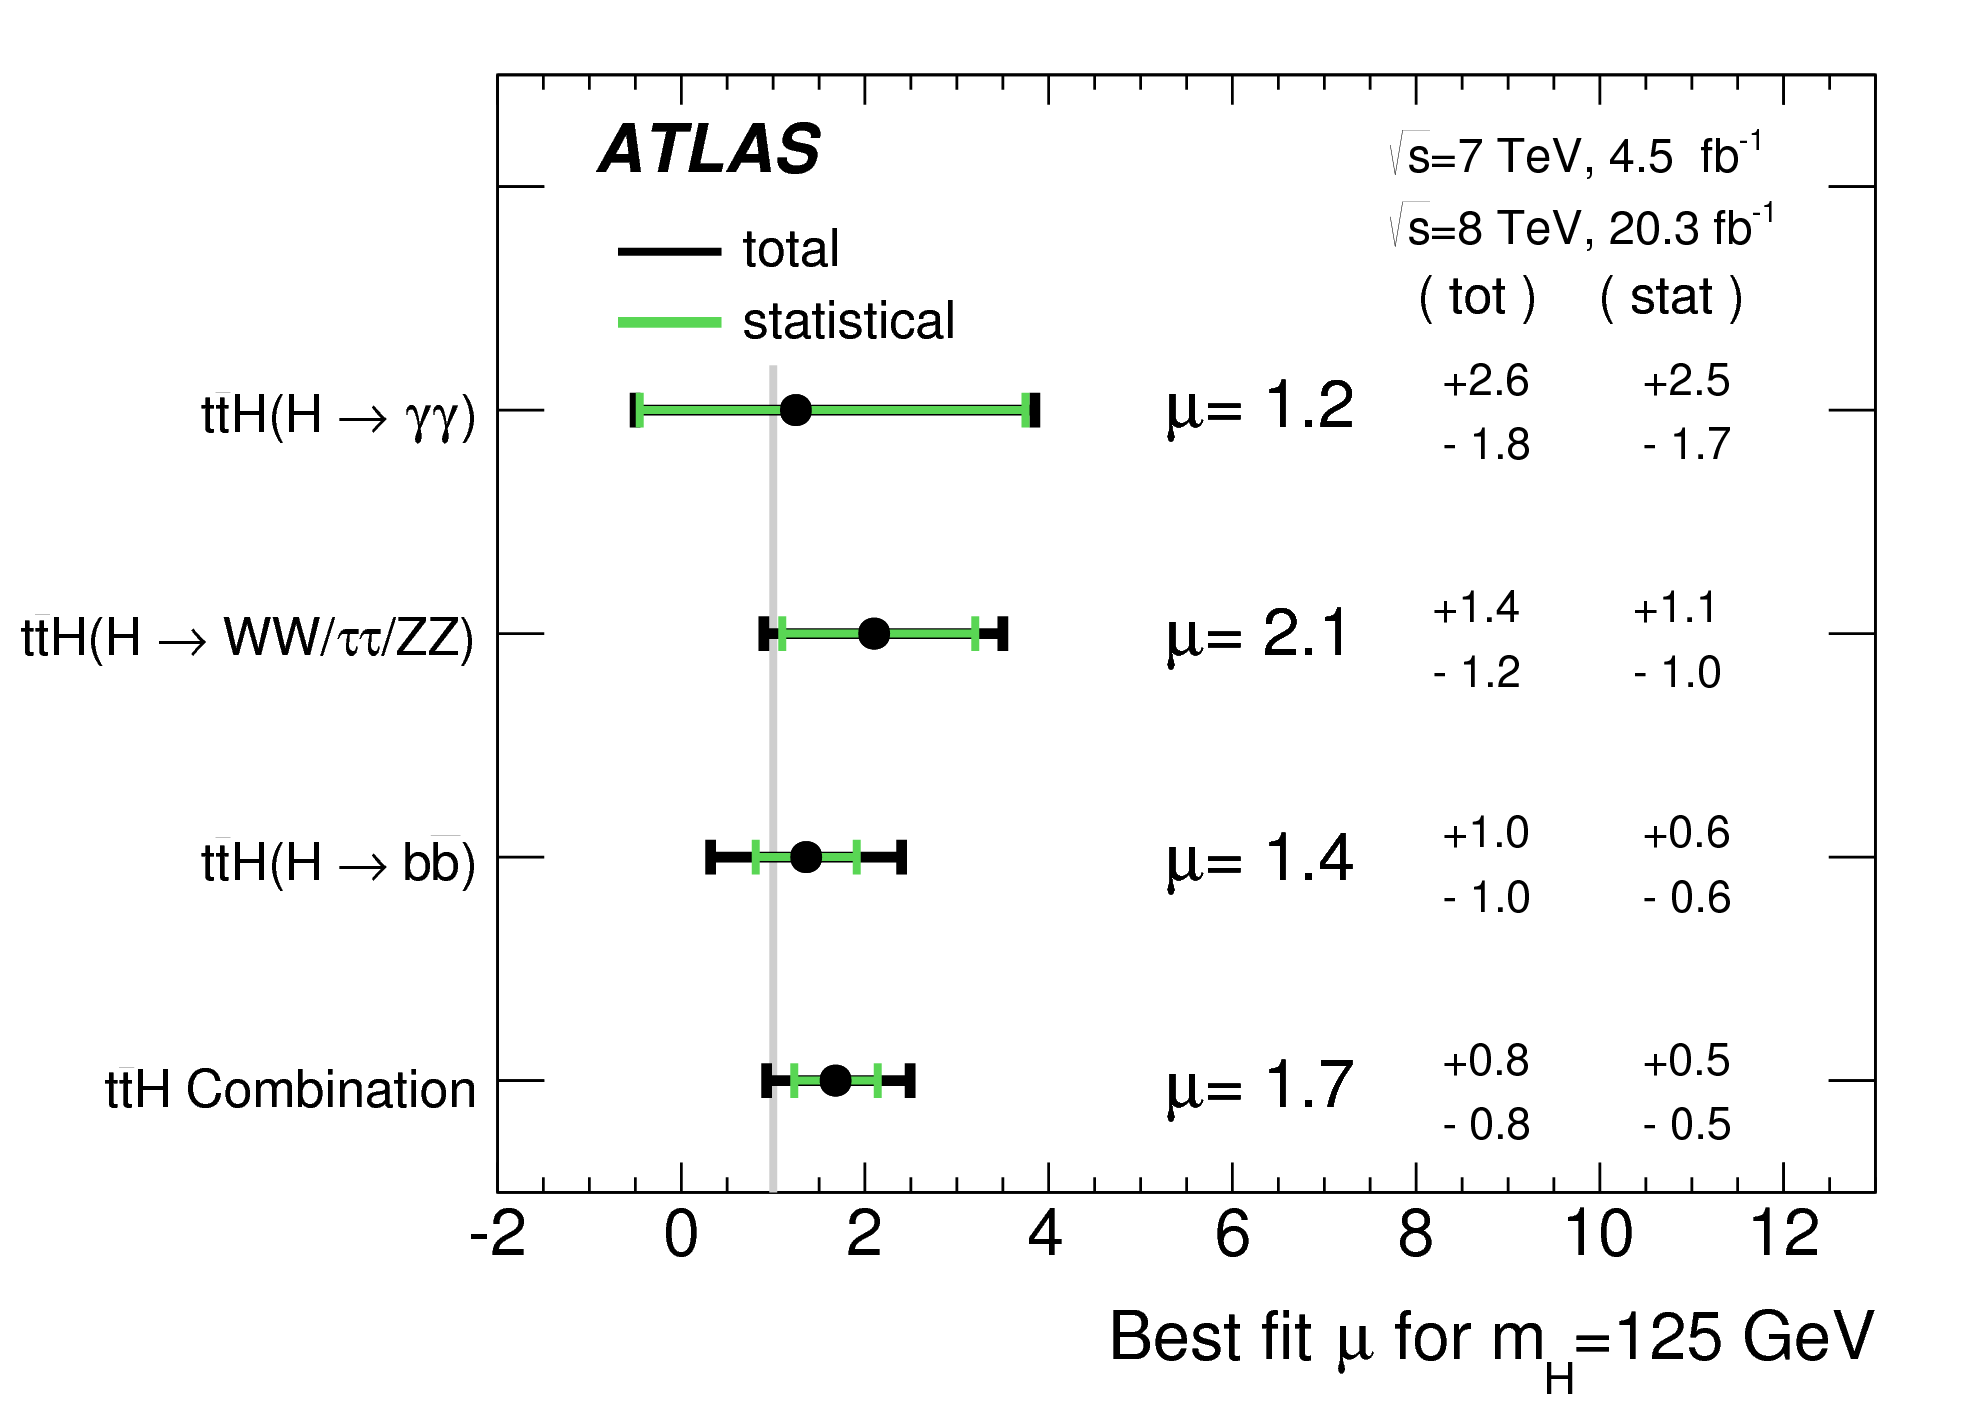 ATLAS
√s=7 TeV, 4.5 fb⁻¹
√s=8 TeV, 20.3 fb⁻¹
total
statistical
( tot ) ( stat )
tt̄H(H → γγ) μ= 1.2 +2.6 +2.5
- 1.8 - 1.7
tt̄H(H → WW/ττ/ZZ) μ= 2.1 +1.4 +1.1
- 1.2 - 1.0
tt̄H(H → bb̄) μ= 1.4 +1.0 +0.6
- 1.0 - 0.6
tt̄H Combination μ= 1.7 +0.8 +0.5
- 0.8 - 0.5
-2 0 2 4 6 8 10 12
Best fit μ for m_H=125 GeV